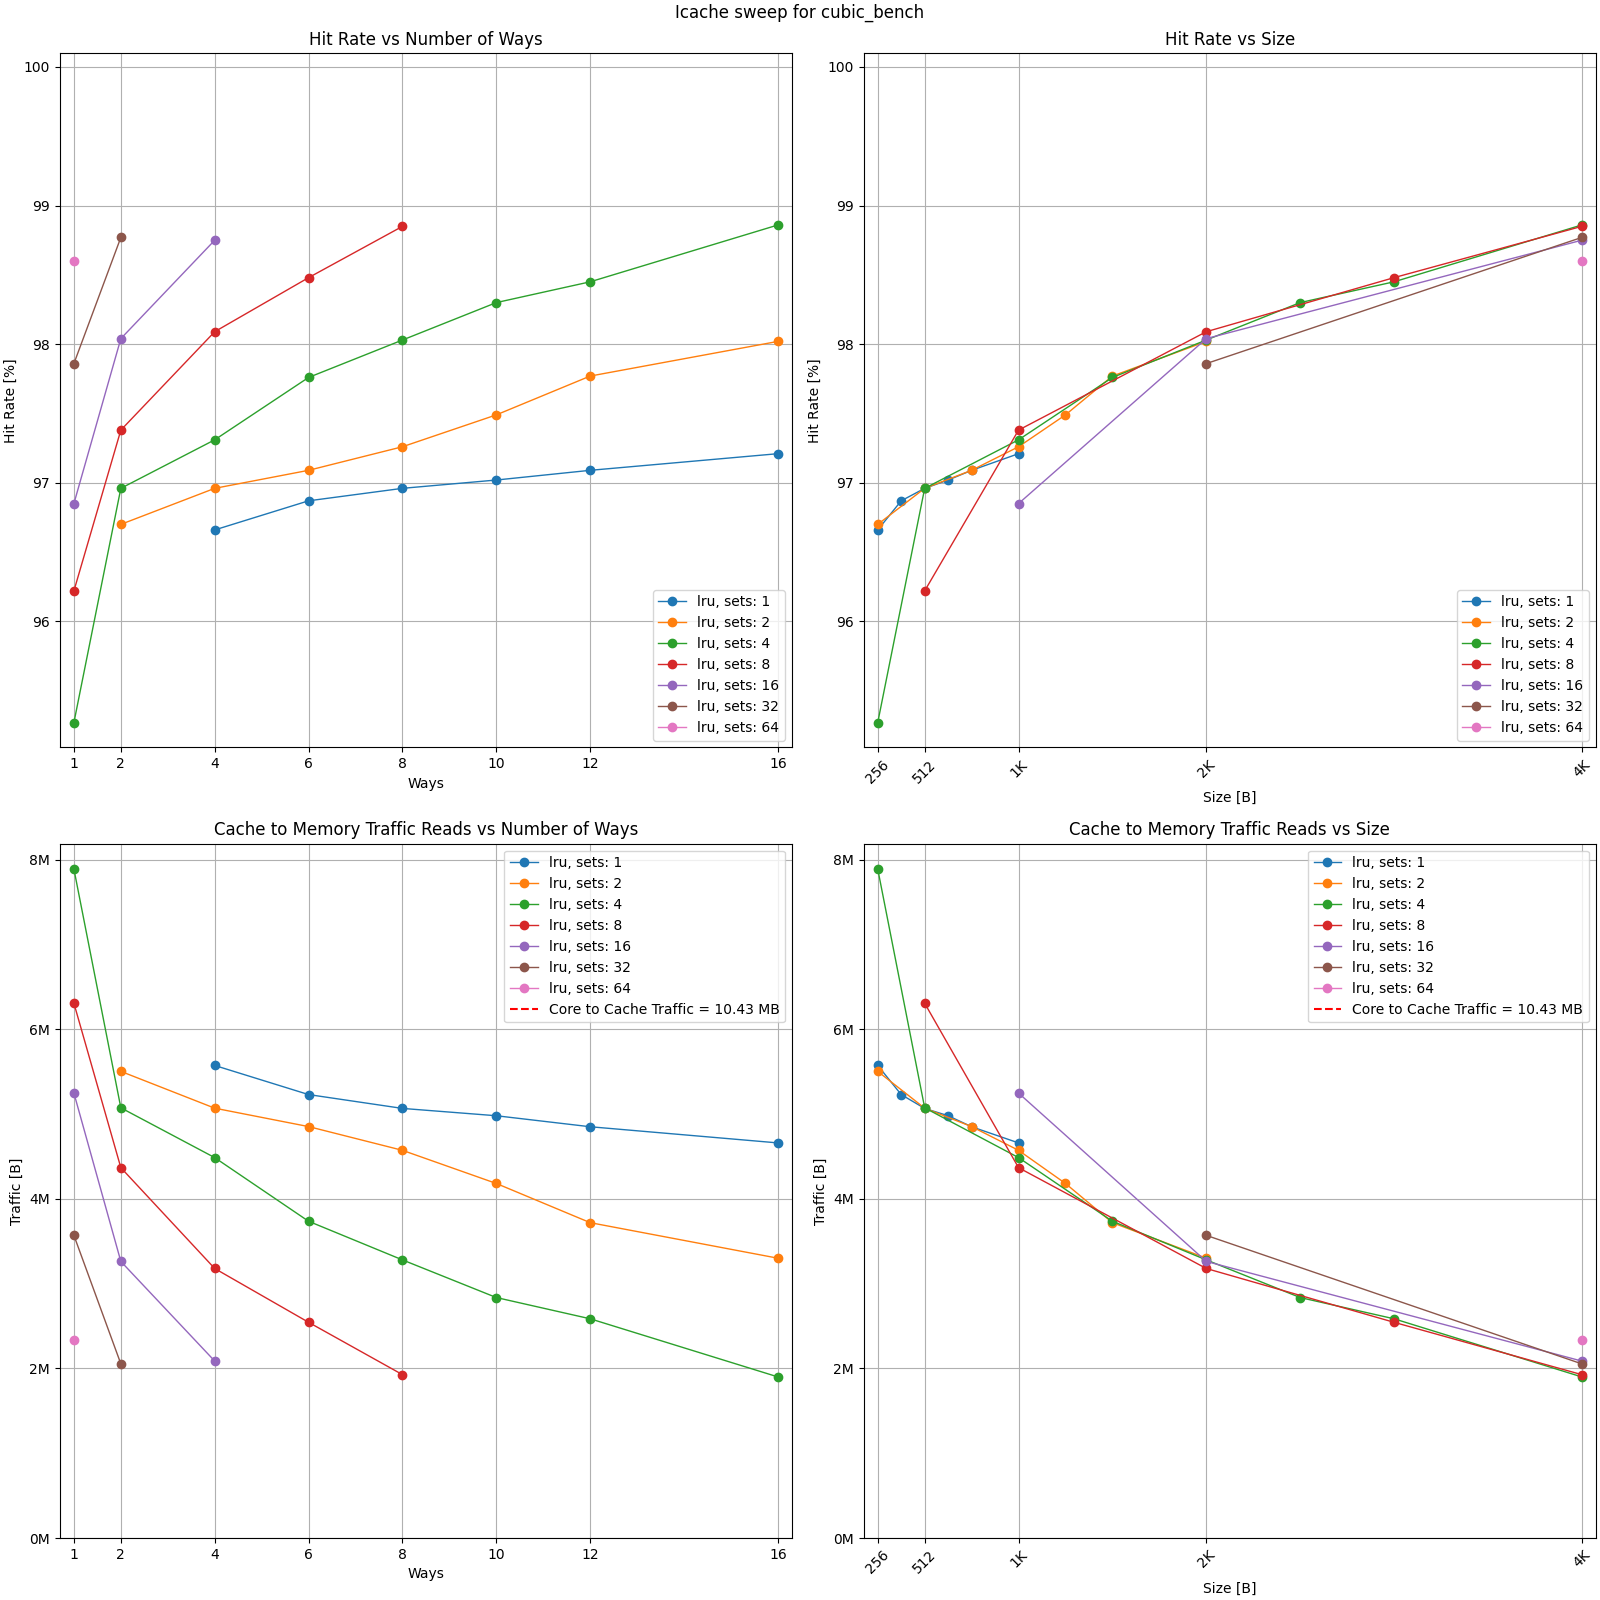 Icache sweep for cubic_bench
Hit Rate vs Number of Ways
100
99
98
97
96
Hit Rate [%]
1 2 4 6 8 10 12 16
Ways
lru, sets: 1
lru, sets: 2
lru, sets: 4
lru, sets: 8
lru, sets: 16
lru, sets: 32
lru, sets: 64
Hit Rate vs Size
100
99
98
97
96
Hit Rate [%]
256 512 1K 2K 4K
Size [B]
lru, sets: 1
lru, sets: 2
lru, sets: 4
lru, sets: 8
lru, sets: 16
lru, sets: 32
lru, sets: 64
Cache to Memory Traffic Reads vs Number of Ways
8M
6M
4M
2M
0M
Traffic [B]
1 2 4 6 8 10 12 16
Ways
lru, sets: 1
lru, sets: 2
lru, sets: 4
lru, sets: 8
lru, sets: 16
lru, sets: 32
lru, sets: 64
Core to Cache Traffic = 10.43 MB
Cache to Memory Traffic Reads vs Size
8M
6M
4M
2M
0M
Traffic [B]
256 512 1K 2K 4K
Size [B]
lru, sets: 1
lru, sets: 2
lru, sets: 4
lru, sets: 8
lru, sets: 16
lru, sets: 32
lru, sets: 64
Core to Cache Traffic = 10.43 MB